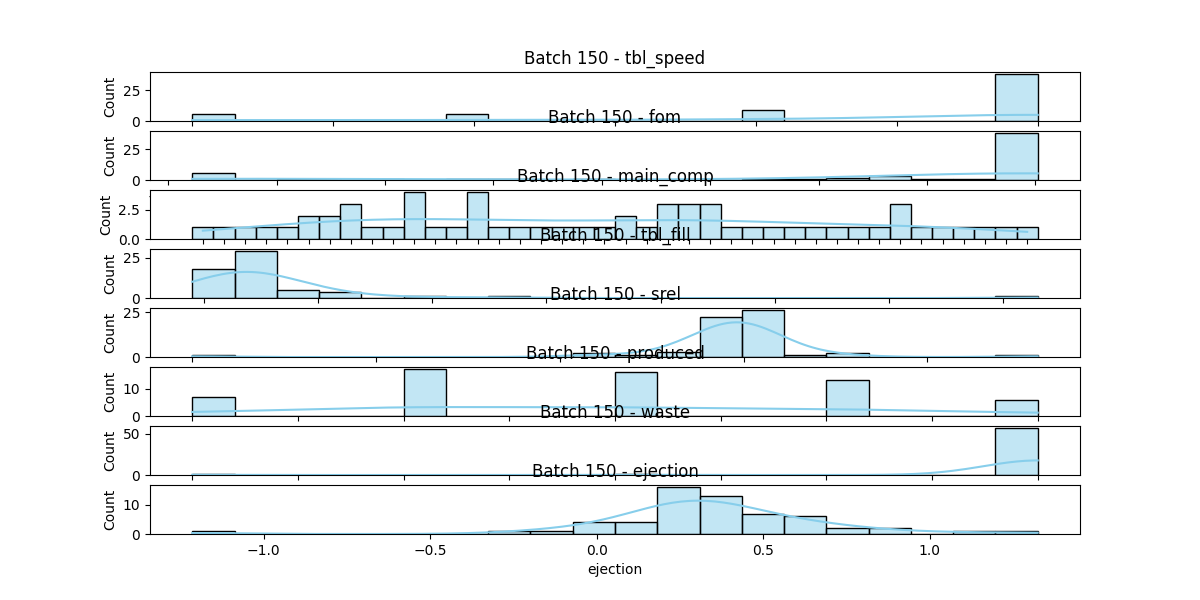 Batch 150 - tbl_speed
Count
25
0
Batch 150 - fom
Count
25
0
Batch 150 - main_comp
Count
2.5
0.0
Batch 150 - tbl_fill
Count
25
0
Batch 150 - srel
Count
25
0
Batch 150 - produced
Count
10
0
Batch 150 - waste
Count
50
0
Batch 150 - ejection
Count
10
0
−1.0 −0.5 0.0 0.5 1.0
ejection